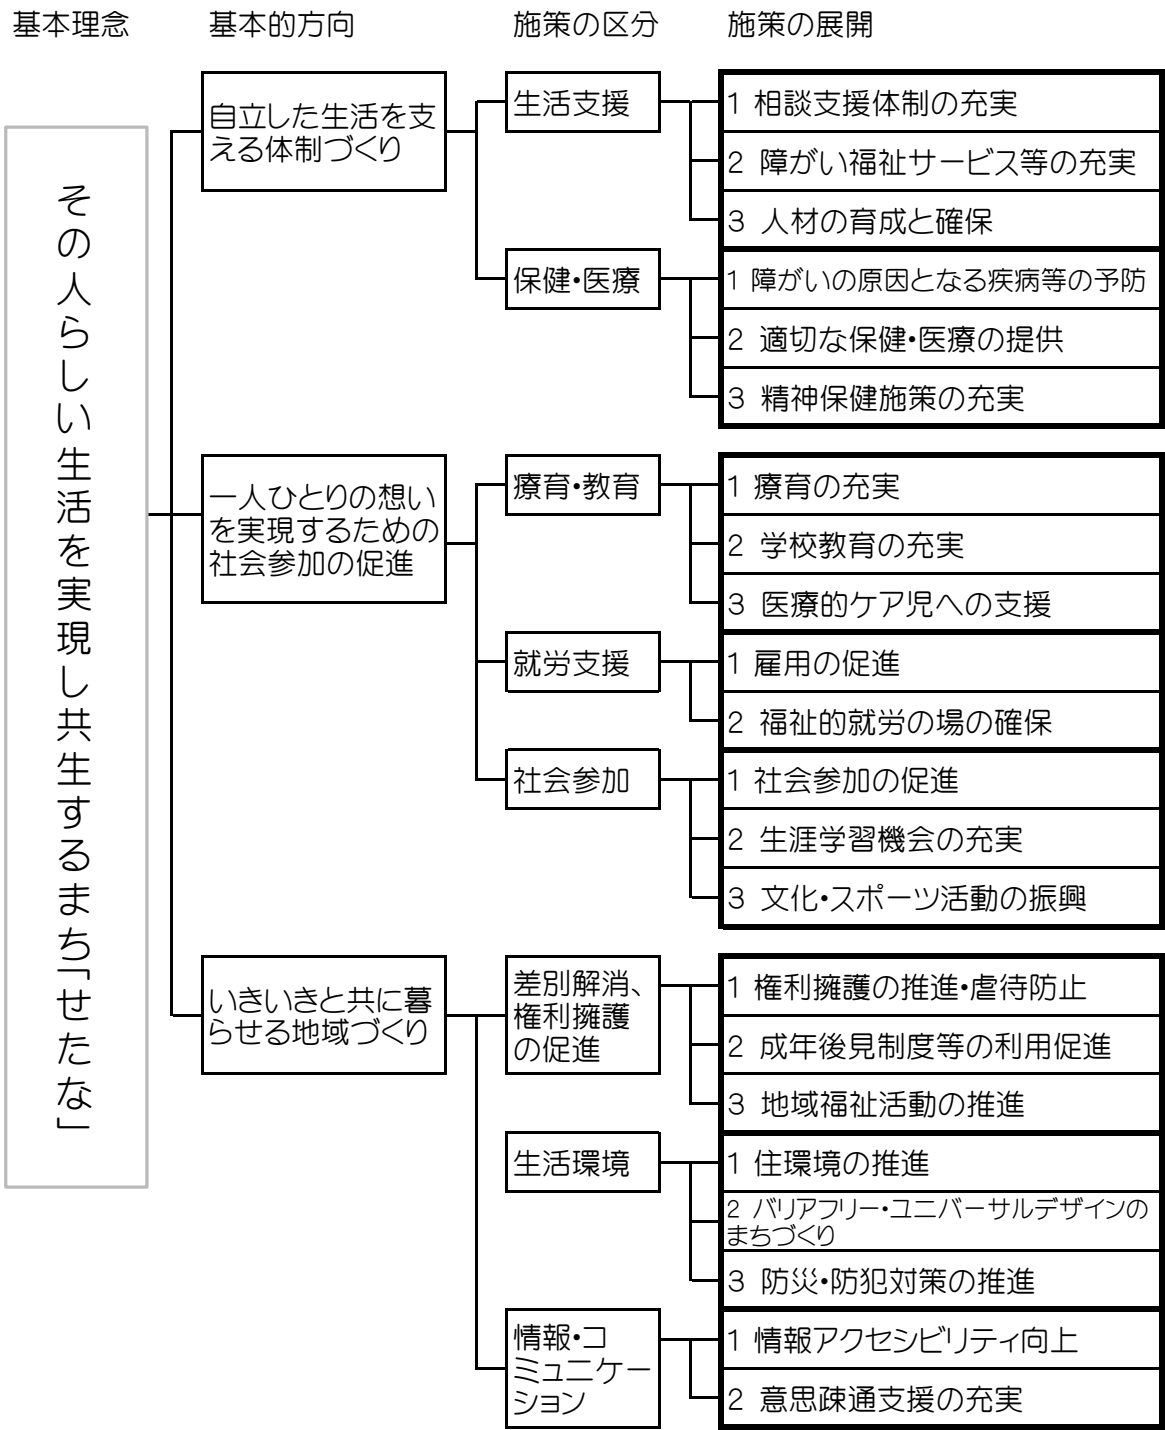 基本理念
基本的方向
施策の区分
施策の展開
その人らしい生活を実現し共生するまち「せたな」
自立した生活を支
える体制づくり
生活支援
1 相談支援体制の充実
2 障がい福祉サービス等の充実
3 人材の育成と確保
保健・医療
1 障がいの原因となる疾病等の予防
2 適切な保健・医療の提供
3 精神保健施策の充実
一人ひとりの想い
を実現するための
社会参加の促進
療育・教育
1 療育の充実
2 学校教育の充実
3 医療的ケア児への支援
就労支援
1 雇用の促進
2 福祉的就労の場の確保
社会参加
1 社会参加の促進
2 生涯学習機会の充実
3 文化・スポーツ活動の振興
いきいきと共に暮
らせる地域づくり
差別解消、
権利擁護
の促進
1 権利擁護の推進・虐待防止
2 成年後見制度等の利用促進
3 地域福祉活動の推進
生活環境
1 住環境の推進
2 バリアフリー・ユニバーサルデザインの
まちづくり
3 防災・防犯対策の推進
情報・コ
ミュニケー
ション
1 情報アクセシビリティ向上
2 意思疎通支援の充実